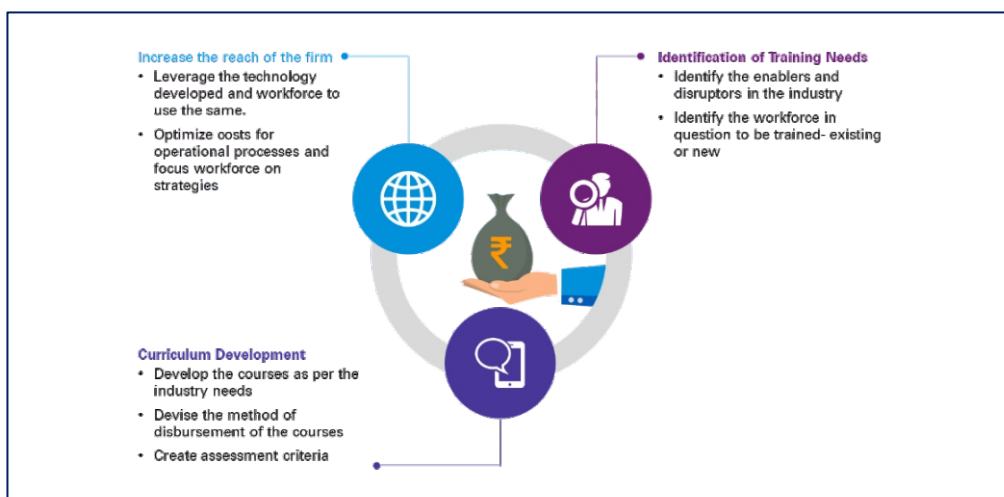 Increase the reach of the firm
• Leverage the technology
developed and workforce to
use the same.
• Optimize costs for
operational processes and
focus workforce on
strategies
Identification of Training Needs
• Identify the enablers and
disruptors in the industry
• Identify the workforce in
question to be trained- existing
or new
₹
Curriculum Development
• Develop the courses as per the
industry needs
• Devise the method of
disbursement of the courses
• Create assessment criteria